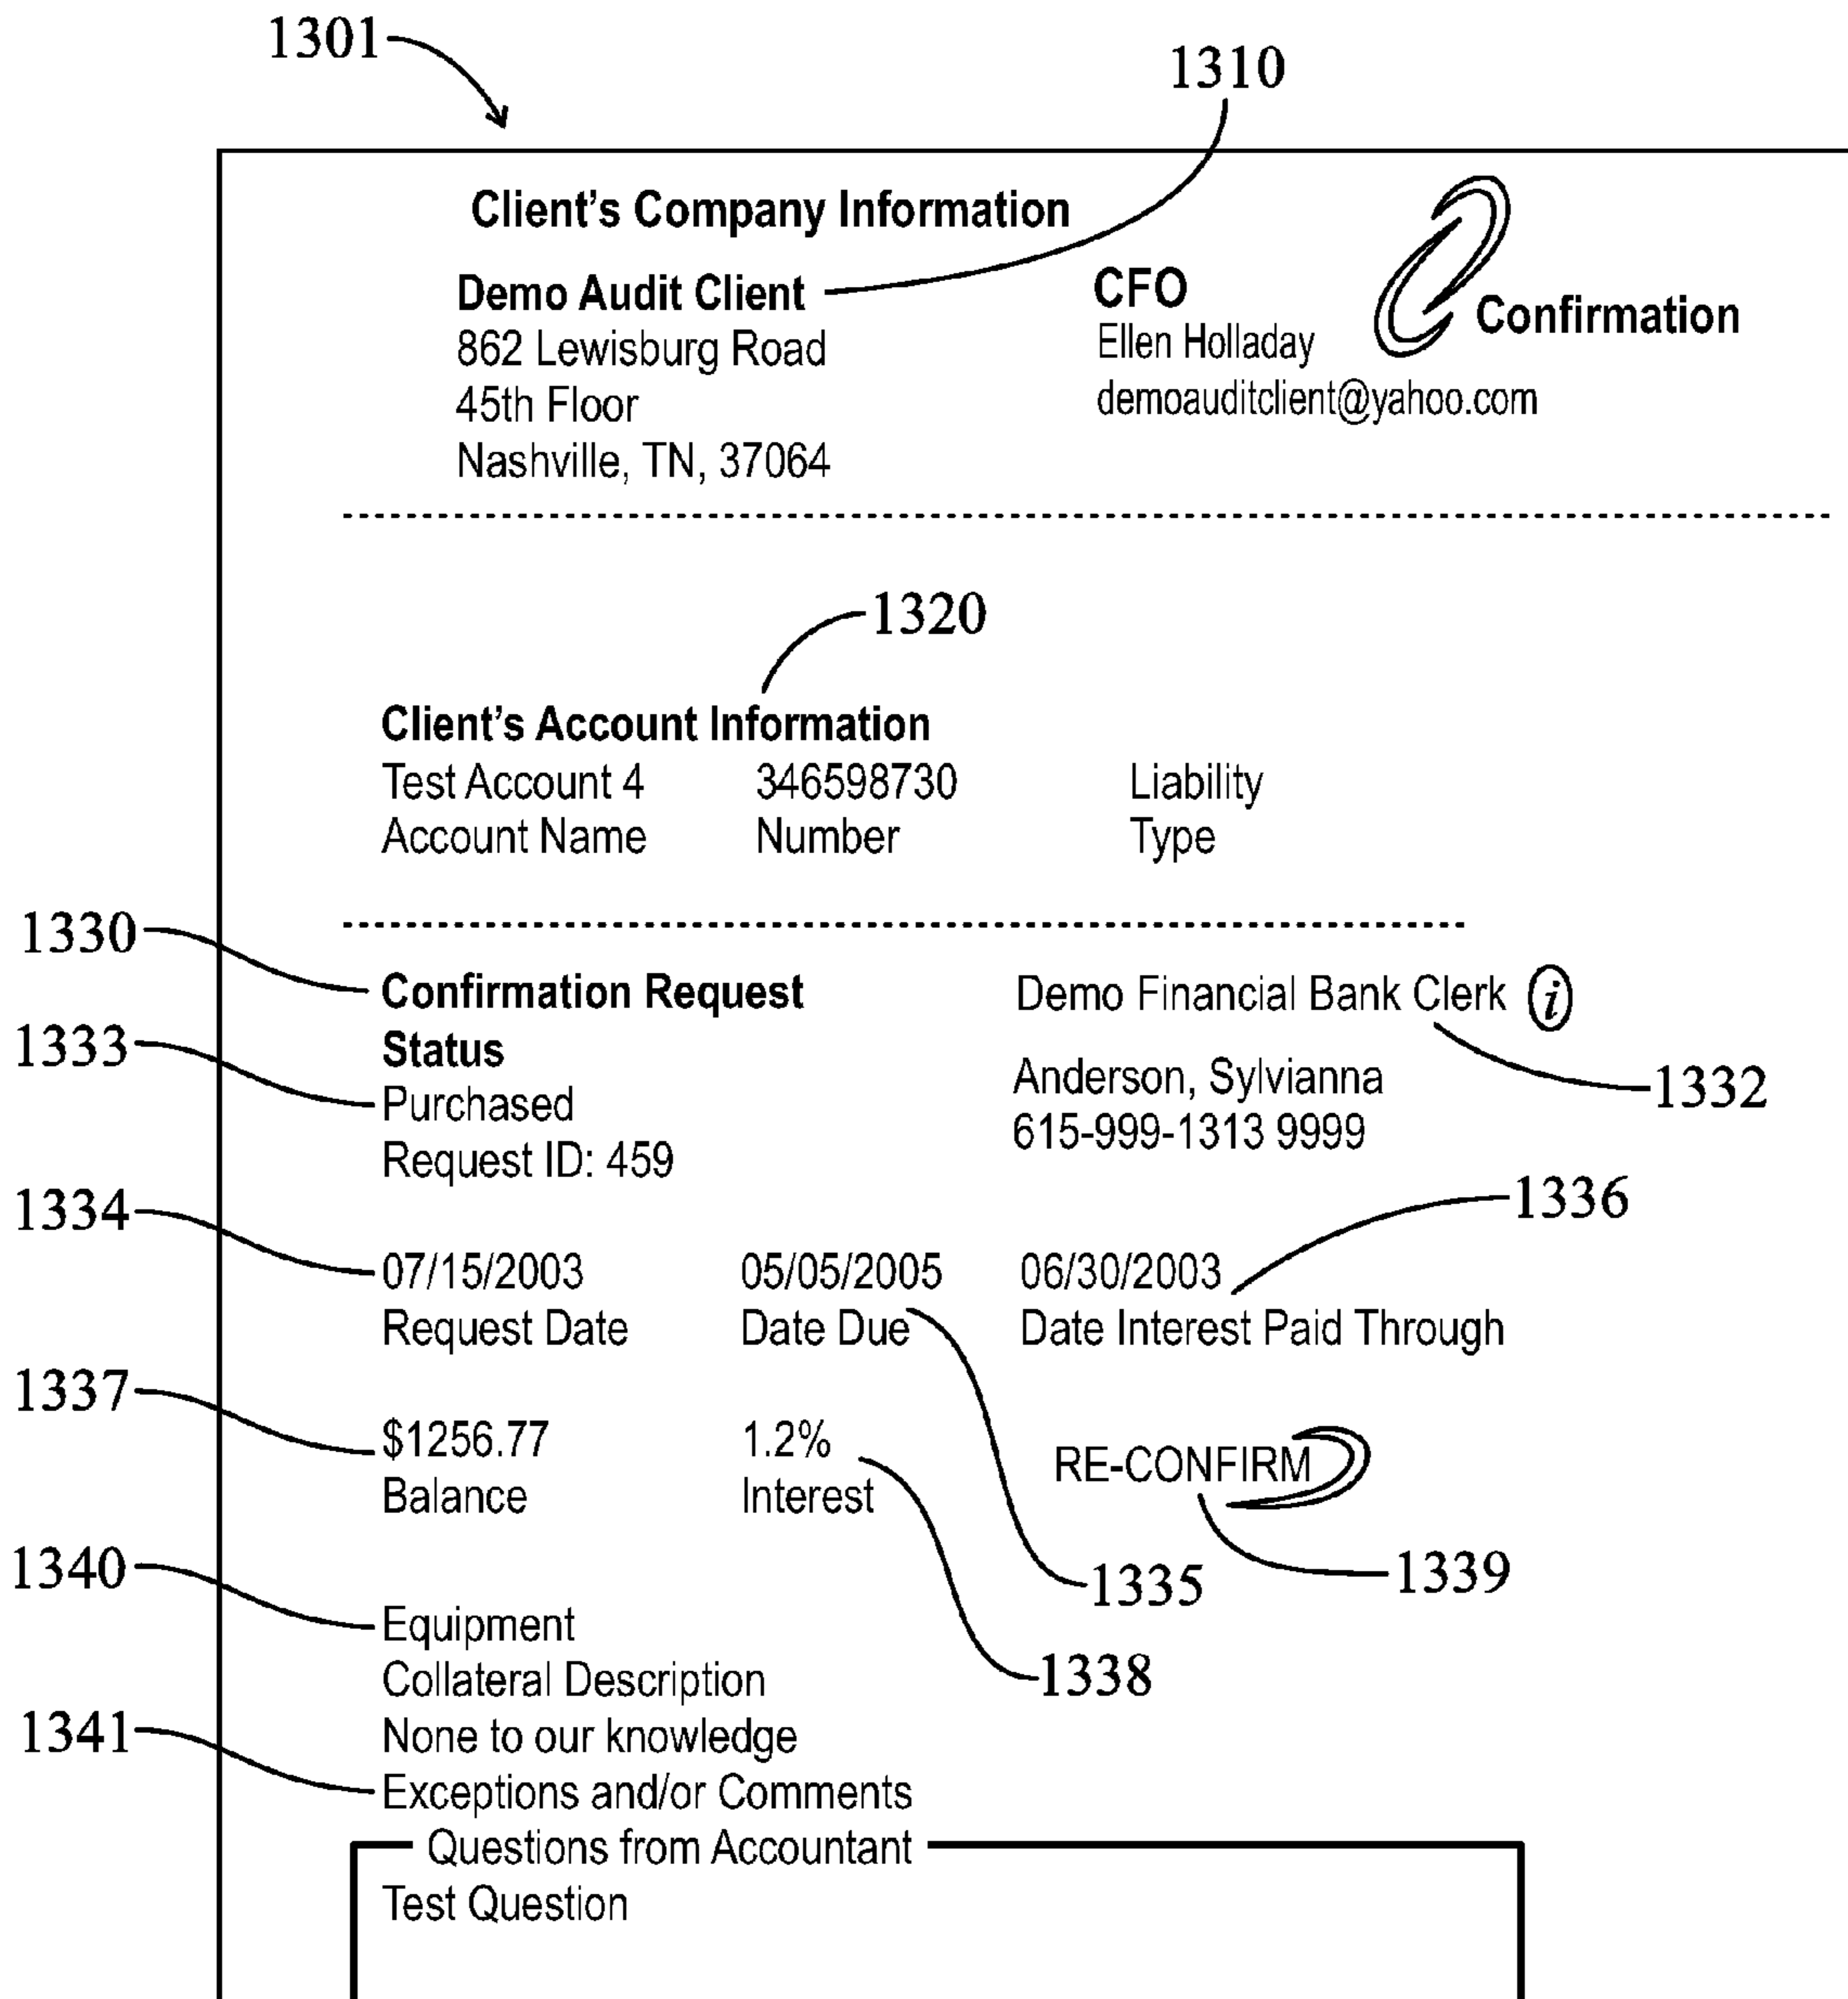 1301
1310
Client's Company Information
Demo Audit Client
862 Lewisburg Road
45th Floor
Nashville, TN, 37064
CFO
Ellen Holladay
demoauditclient@yahoo.com
Confirmation
1320
Client's Account Information
Test Account 4 346598730 Liability
Account Name Number Type
1330
Confirmation Request
Status
1333
Purchased
Request ID: 459
Demo Financial Bank Clerk i
Anderson, Sylvianna
615-999-1313 9999
1332
1334
1336
07/15/2003 05/05/2005 06/30/2003
Request Date Date Due Date Interest Paid Through
1337
$1256.77 1.2%
Balance Interest
RE-CONFIRM
1340
1335
1339
Equipment
Collateral Description
1338
1341
None to our knowledge
Exceptions and/or Comments
Questions from Accountant
Test Question